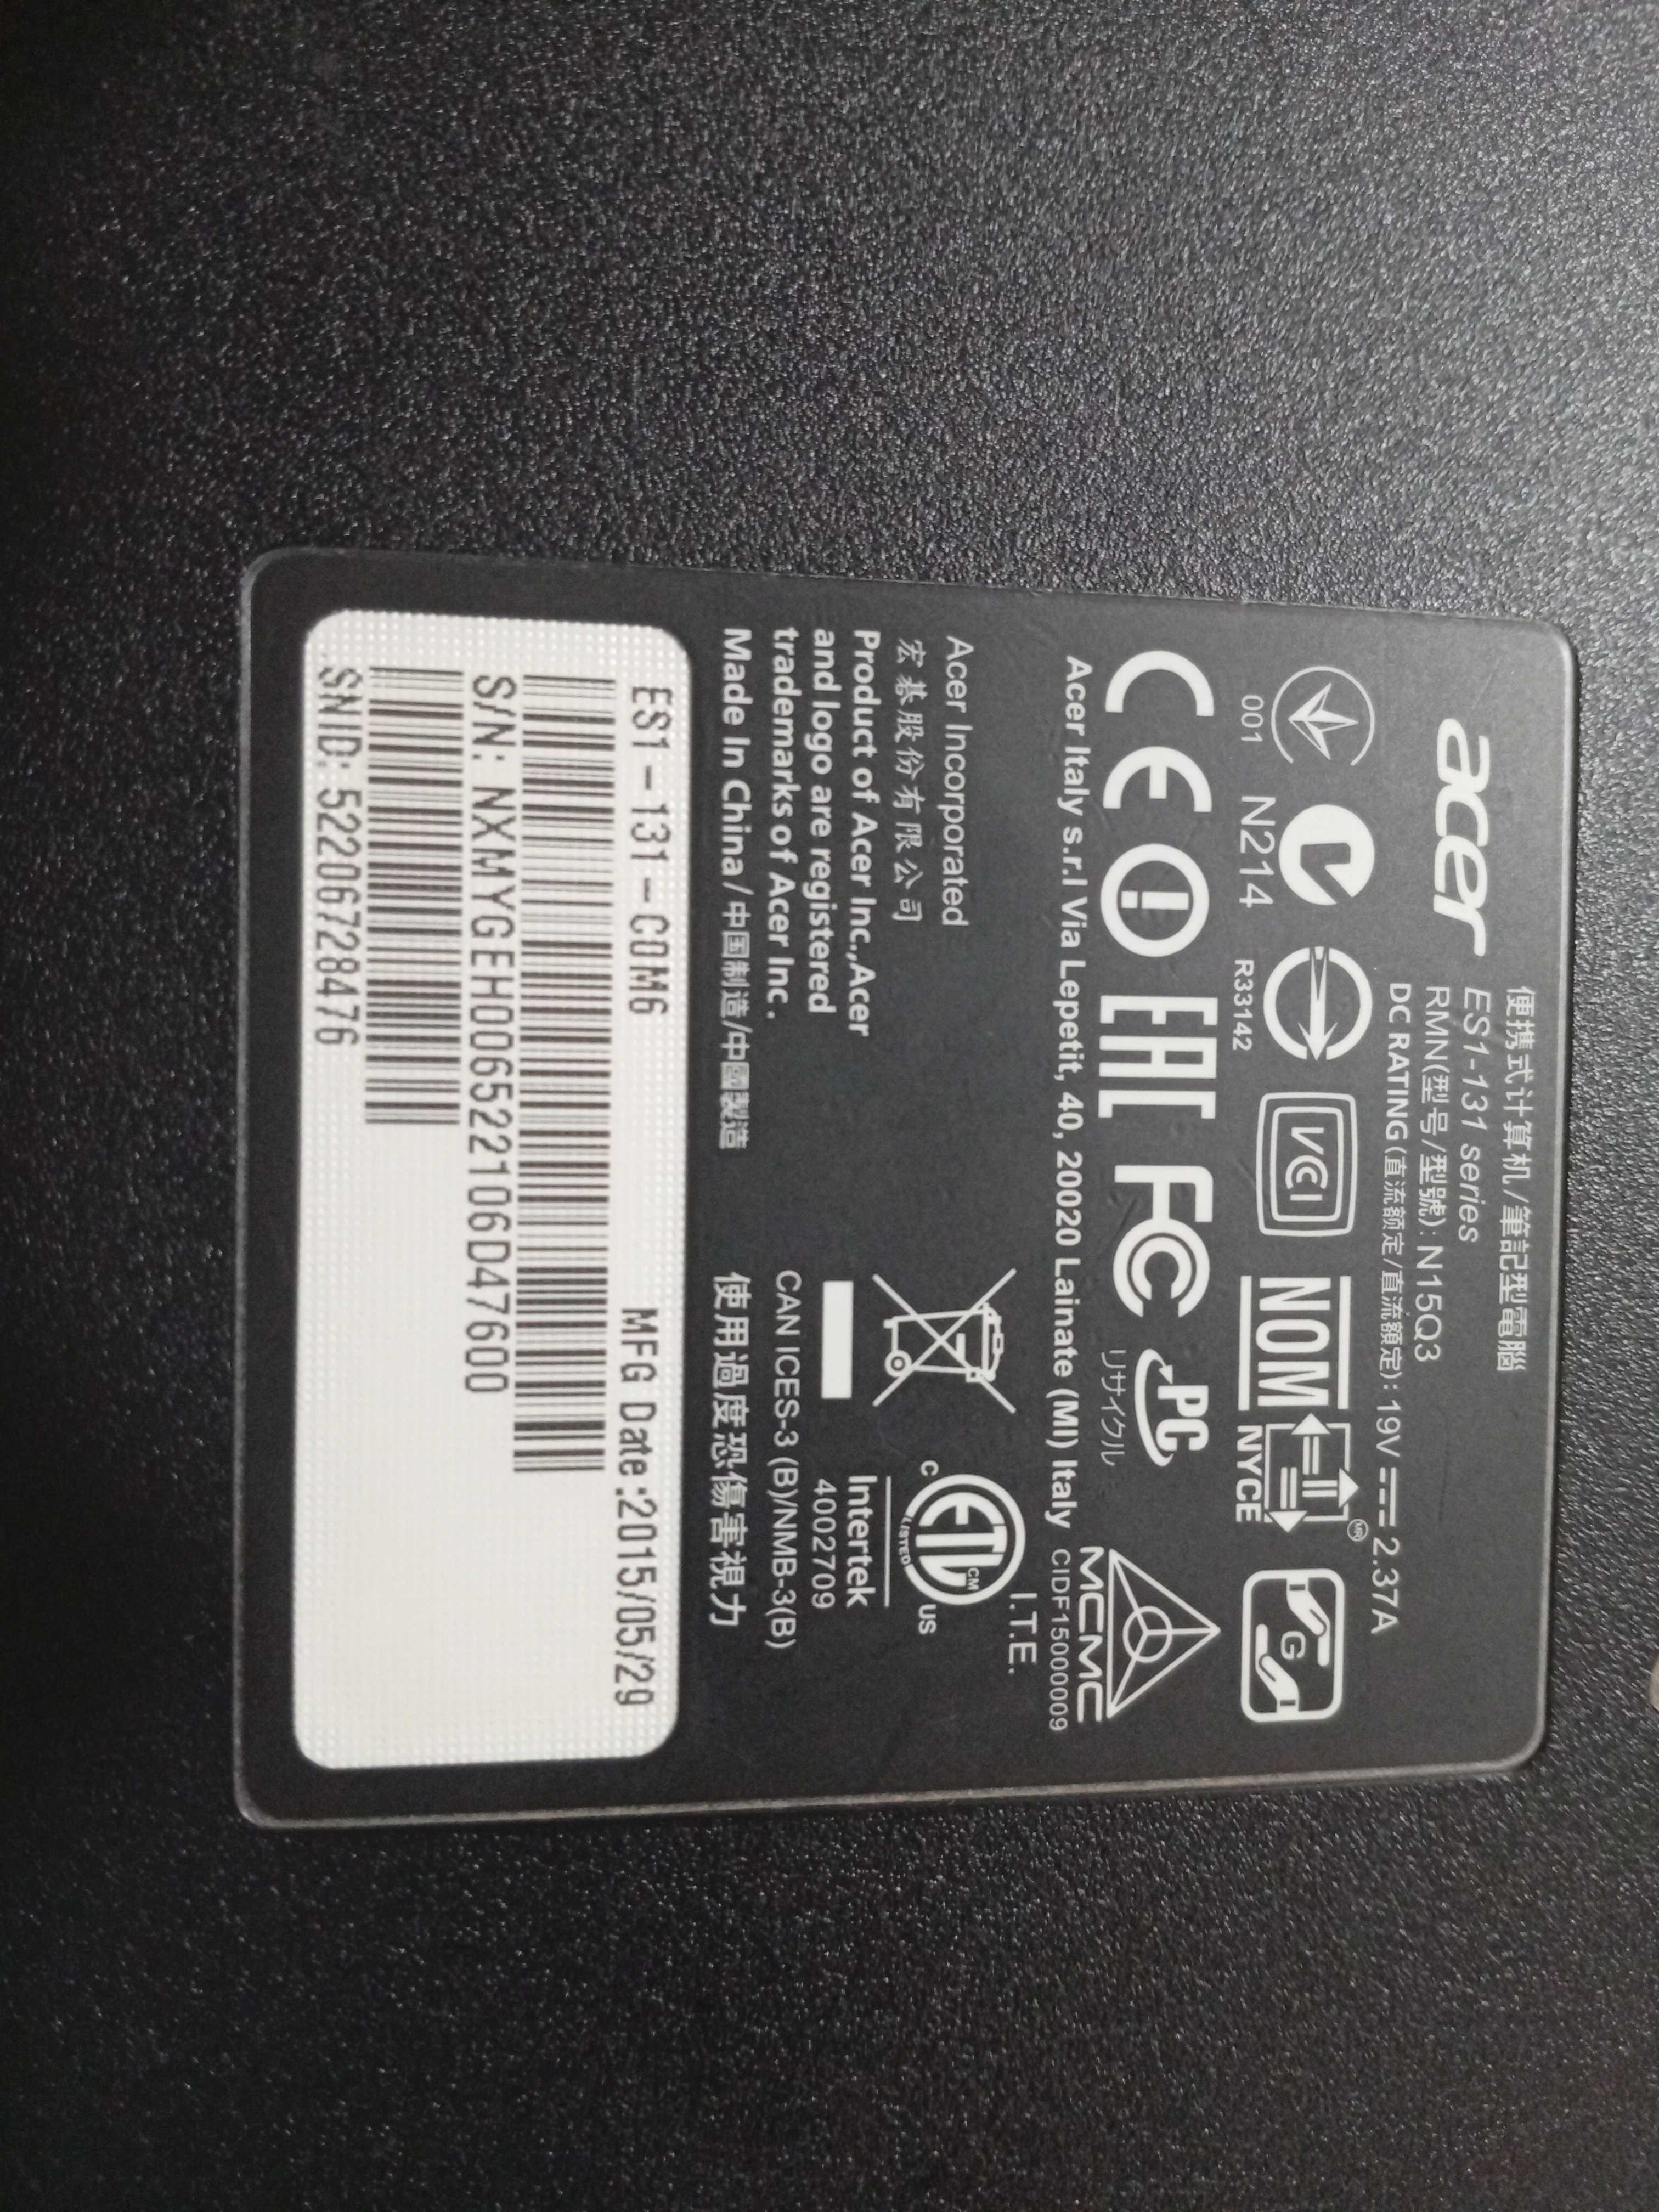 acer
便携式计算机/筆記型電腦
ES1-131 series
RMN(型号/型號): N15Q3
DC RATING (直流额定/直流額定): 19V 2.37A
001
N214
R33142
VCCI
NOM
NYCE
MR
G
CE
EAC
FC
PC
リサイクル
MCMC
CIDF15000009
Acer Italy s.r.l Via Lepetit, 40, 20020 Lainate (MI) Italy
Acer Incorporated
宏碁股份有限公司
Product of Acer Inc.,Acer
and logo are registered
trademarks of Acer Inc.
Made In China/中国制造/中國製造
I.T.E.
ETL CM
LISTED
C US
Intertek
4002709
CAN ICES-3 (B)/NMB-3(B)
使用過度恐傷害視力
ES1-131-C0M6
MFG Date:2015/05/29
S/N: NXMYGEH0065221​06D47600
SNID: 52206728476